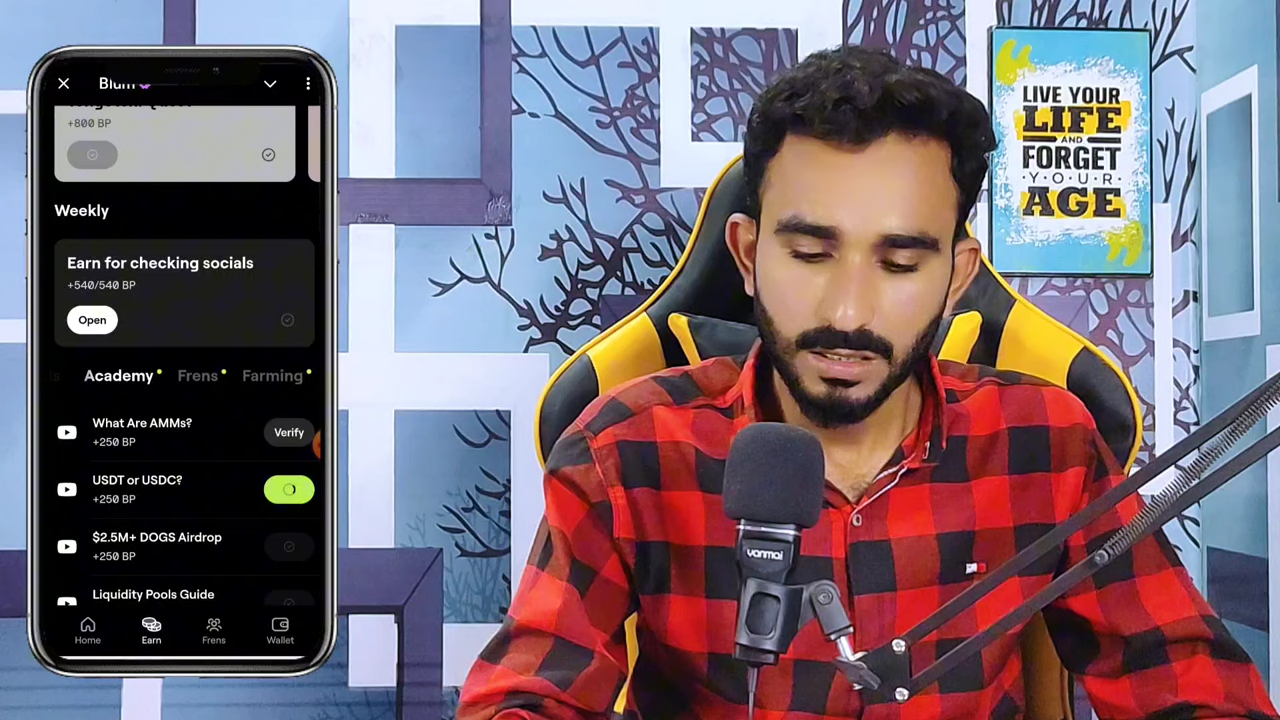 Blum
+800 BP
Weekly
Earn for checking socials
+540/540 BP
Open
Academy
Frens
Farming
What Are AMMs?
+250 BP
Verify
USDT or USDC?
+250 BP
$2.5M+ DOGS Airdrop
+250 BP
Liquidity Pools Guide
Home
Earn
Frens
Wallet
LIVE YOUR
LIFE
AND
FORGET
YOUR
AGE
vanmai